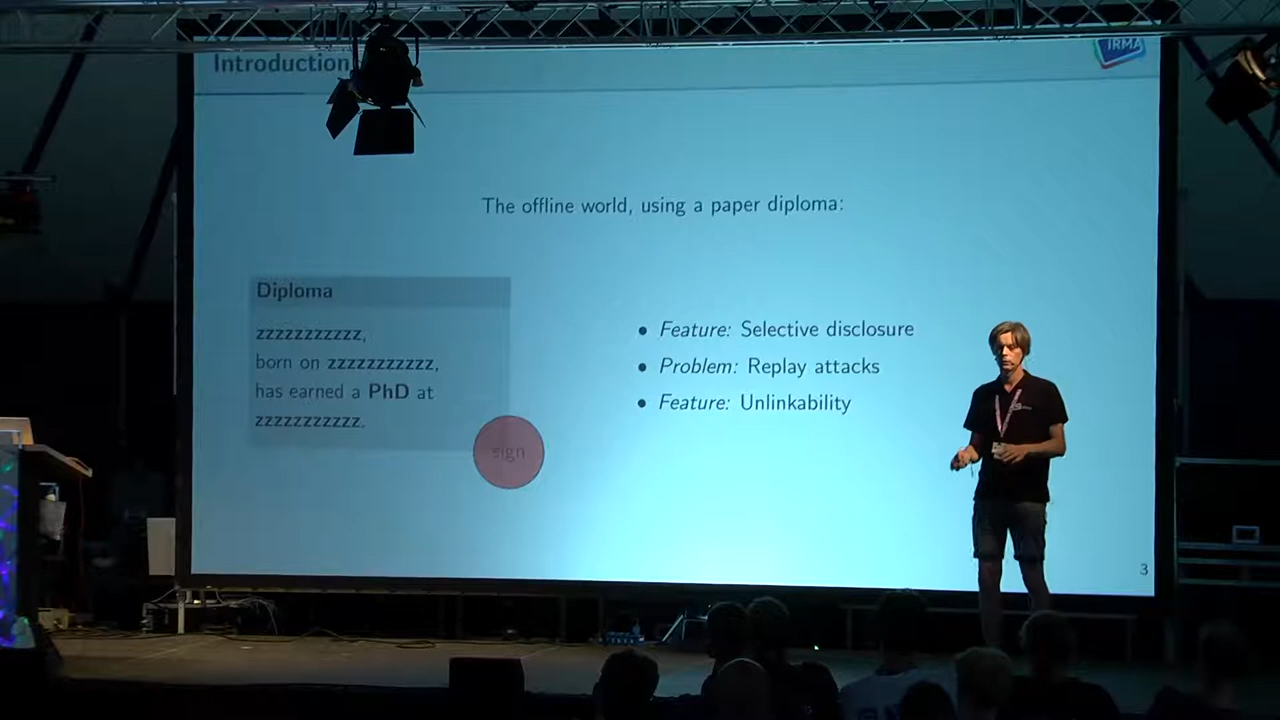 Introduction
IRMA
The offline world, using a paper diploma:
Diploma
zzzzzzzzzzz,
born on zzzzzzzzzzz,
has earned a PhD at
zzzzzzzzzzz.
sign
• Feature: Selective disclosure
• Problem: Replay attacks
• Feature: Unlinkability
3